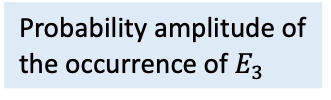 Probability amplitude of
the occurrence of E₃